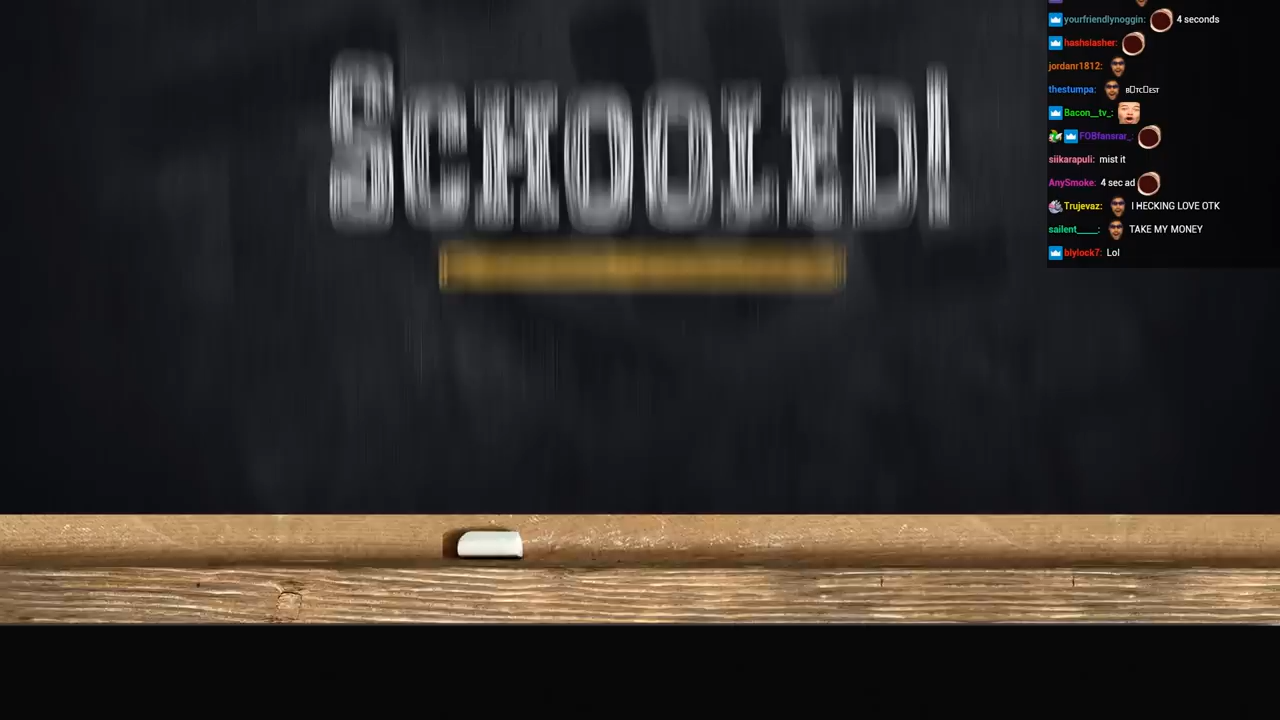 SCHOOLED!
yourfriendlynoggin: 4 seconds
hashslasher:
jordanr1812:
thestumpa:
Bacon__tv_:
FOBfansrar_:
siikarapuli: mist it
AnySmoke: 4 sec ad
Trujevaz: I HECKING LOVE OTK
sailent_____: TAKE MY MONEY
blylock7: Lol